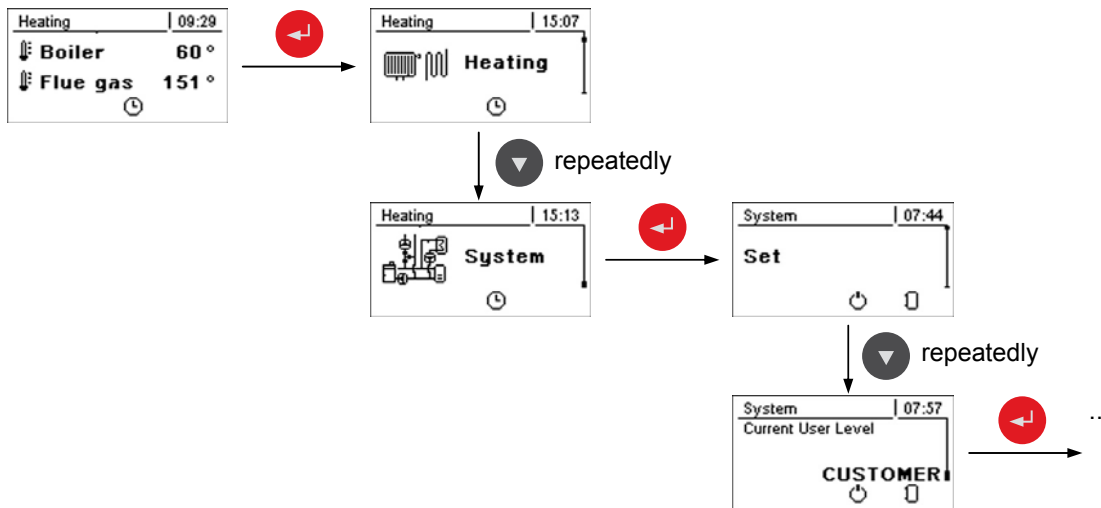 Heating 09:29
Boiler 60°
Flue gas 151°
Heating 15:07
Heating
repeatedly
Heating 15:13
System
System 07:44
Set
repeatedly
System 07:57
Current User Level
CUSTOMER
..